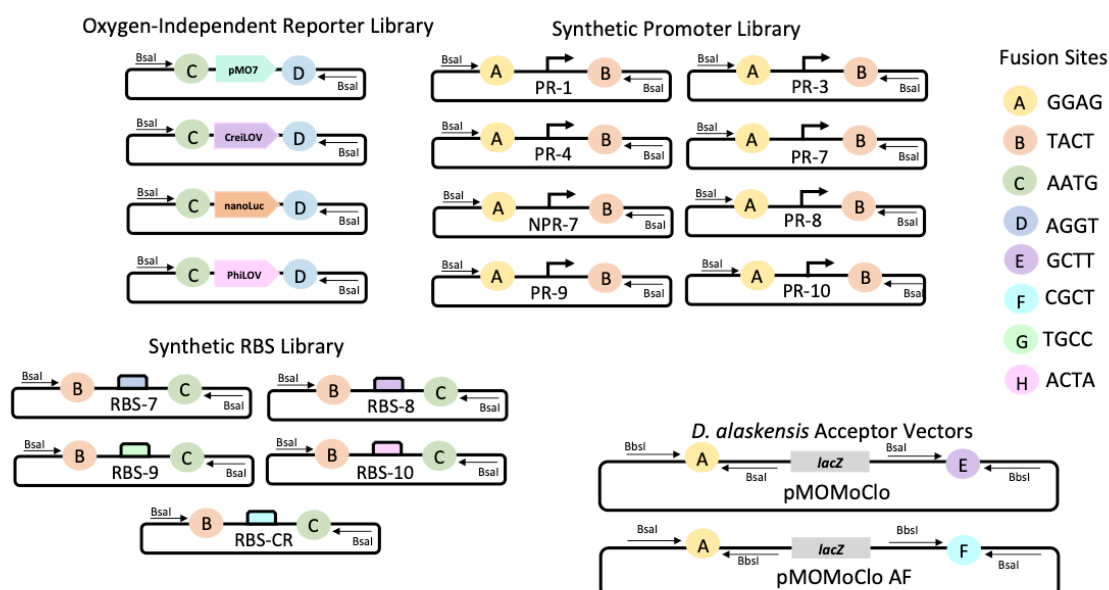 Oxygen-Independent Reporter Library
BsaI C pMO7 D BsaI
BsaI C CreiLOV D BsaI
BsaI C nanoLuc D BsaI
BsaI C PhiLOV D BsaI
Synthetic Promoter Library
BsaI A B BsaI
PR-1
BsaI A B BsaI
PR-3
BsaI A B BsaI
PR-4
BsaI A B BsaI
PR-7
BsaI A B BsaI
NPR-7
BsaI A B BsaI
PR-8
BsaI A B BsaI
PR-9
BsaI A B BsaI
PR-10
Fusion Sites
A GGAG
B TACT
C AATG
D AGGT
E GCTT
F CGCT
G TGCC
H ACTA
Synthetic RBS Library
BsaI B C BsaI
RBS-7
BsaI B C BsaI
RBS-8
BsaI B C BsaI
RBS-9
BsaI B C BsaI
RBS-10
BsaI B C BsaI
RBS-CR
D. alaskensis Acceptor Vectors
BbsI A BsaI lacZ BsaI E BbsI
pMOMoClo
BsaI A BbsI lacZ BbsI F BsaI
pMOMoClo AF